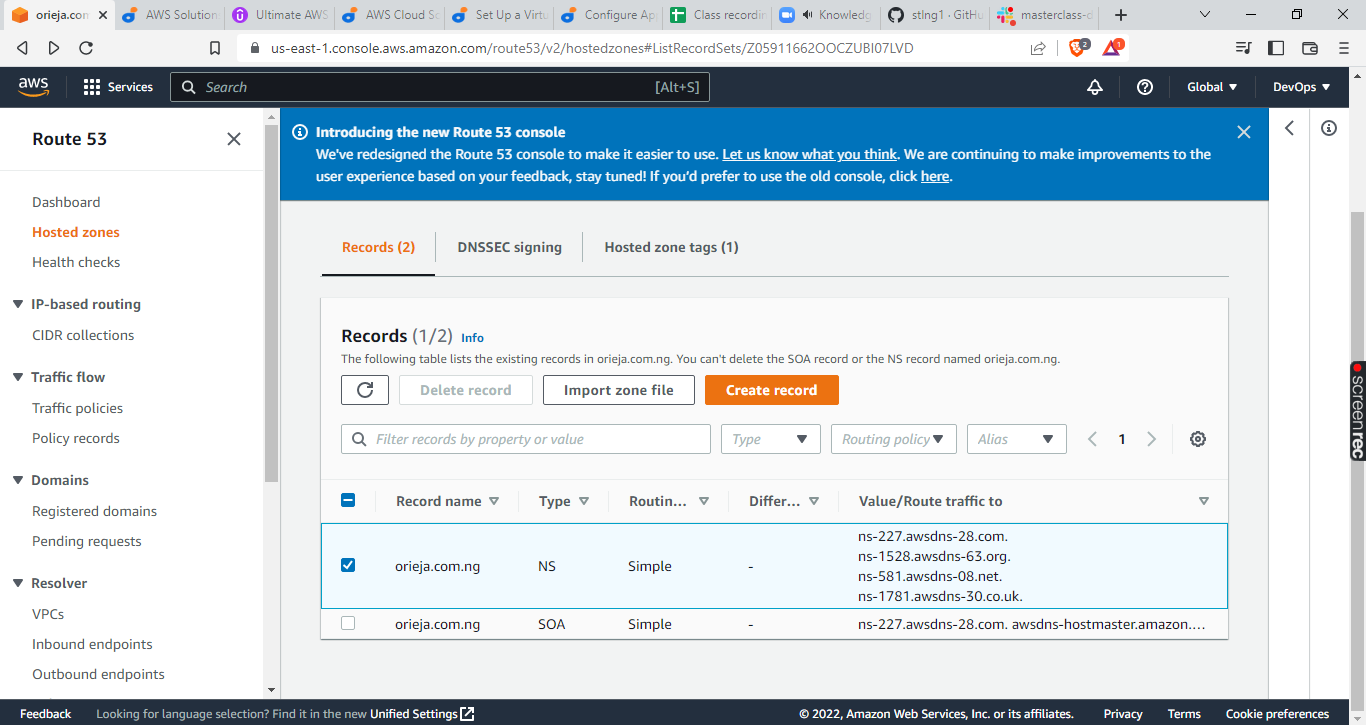 orieja.com
AWS Solution
Ultimate AWS
AWS Cloud So
Set Up a Virtu
Configure Ap
Class recordin
Knowledg
stlng1 · GitHu
masterclass-d
us-east-1.console.aws.amazon.com/route53/v2/hostedzones#ListRecordSets/Z05911662OOCZUBI07LVD
2
1
aws
Services
Search
[Alt+S]
Global
DevOps
Route 53
Dashboard
Hosted zones
Health checks
IP-based routing
CIDR collections
Traffic flow
Traffic policies
Policy records
Domains
Registered domains
Pending requests
Resolver
VPCs
Inbound endpoints
Outbound endpoints
Introducing the new Route 53 console
We've redesigned the Route 53 console to make it easier to use. Let us know what you think. We are continuing to make improvements to the
user experience based on your feedback, stay tuned! If you'd prefer to use the old console, click here.
Records (2)
DNSSEC signing
Hosted zone tags (1)
Records (1/2) Info
The following table lists the existing records in orieja.com.ng. You can't delete the SOA record or the NS record named orieja.com.ng.
Delete record
Import zone file
Create record
Filter records by property or value
Type
Routing policy
Alias
1
Record name
Type
Routin...
Differ...
Value/Route traffic to
orieja.com.ng
NS
Simple
-
ns-227.awsdns-28.com.
ns-1528.awsdns-63.org.
ns-581.awsdns-08.net.
ns-1781.awsdns-30.co.uk.
orieja.com.ng
SOA
Simple
-
ns-227.awsdns-28.com. awsdns-hostmaster.amazon....
screenrec
Feedback
Looking for language selection? Find it in the new Unified Settings
© 2022, Amazon Web Services, Inc. or its affiliates.
Privacy
Terms
Cookie preferences